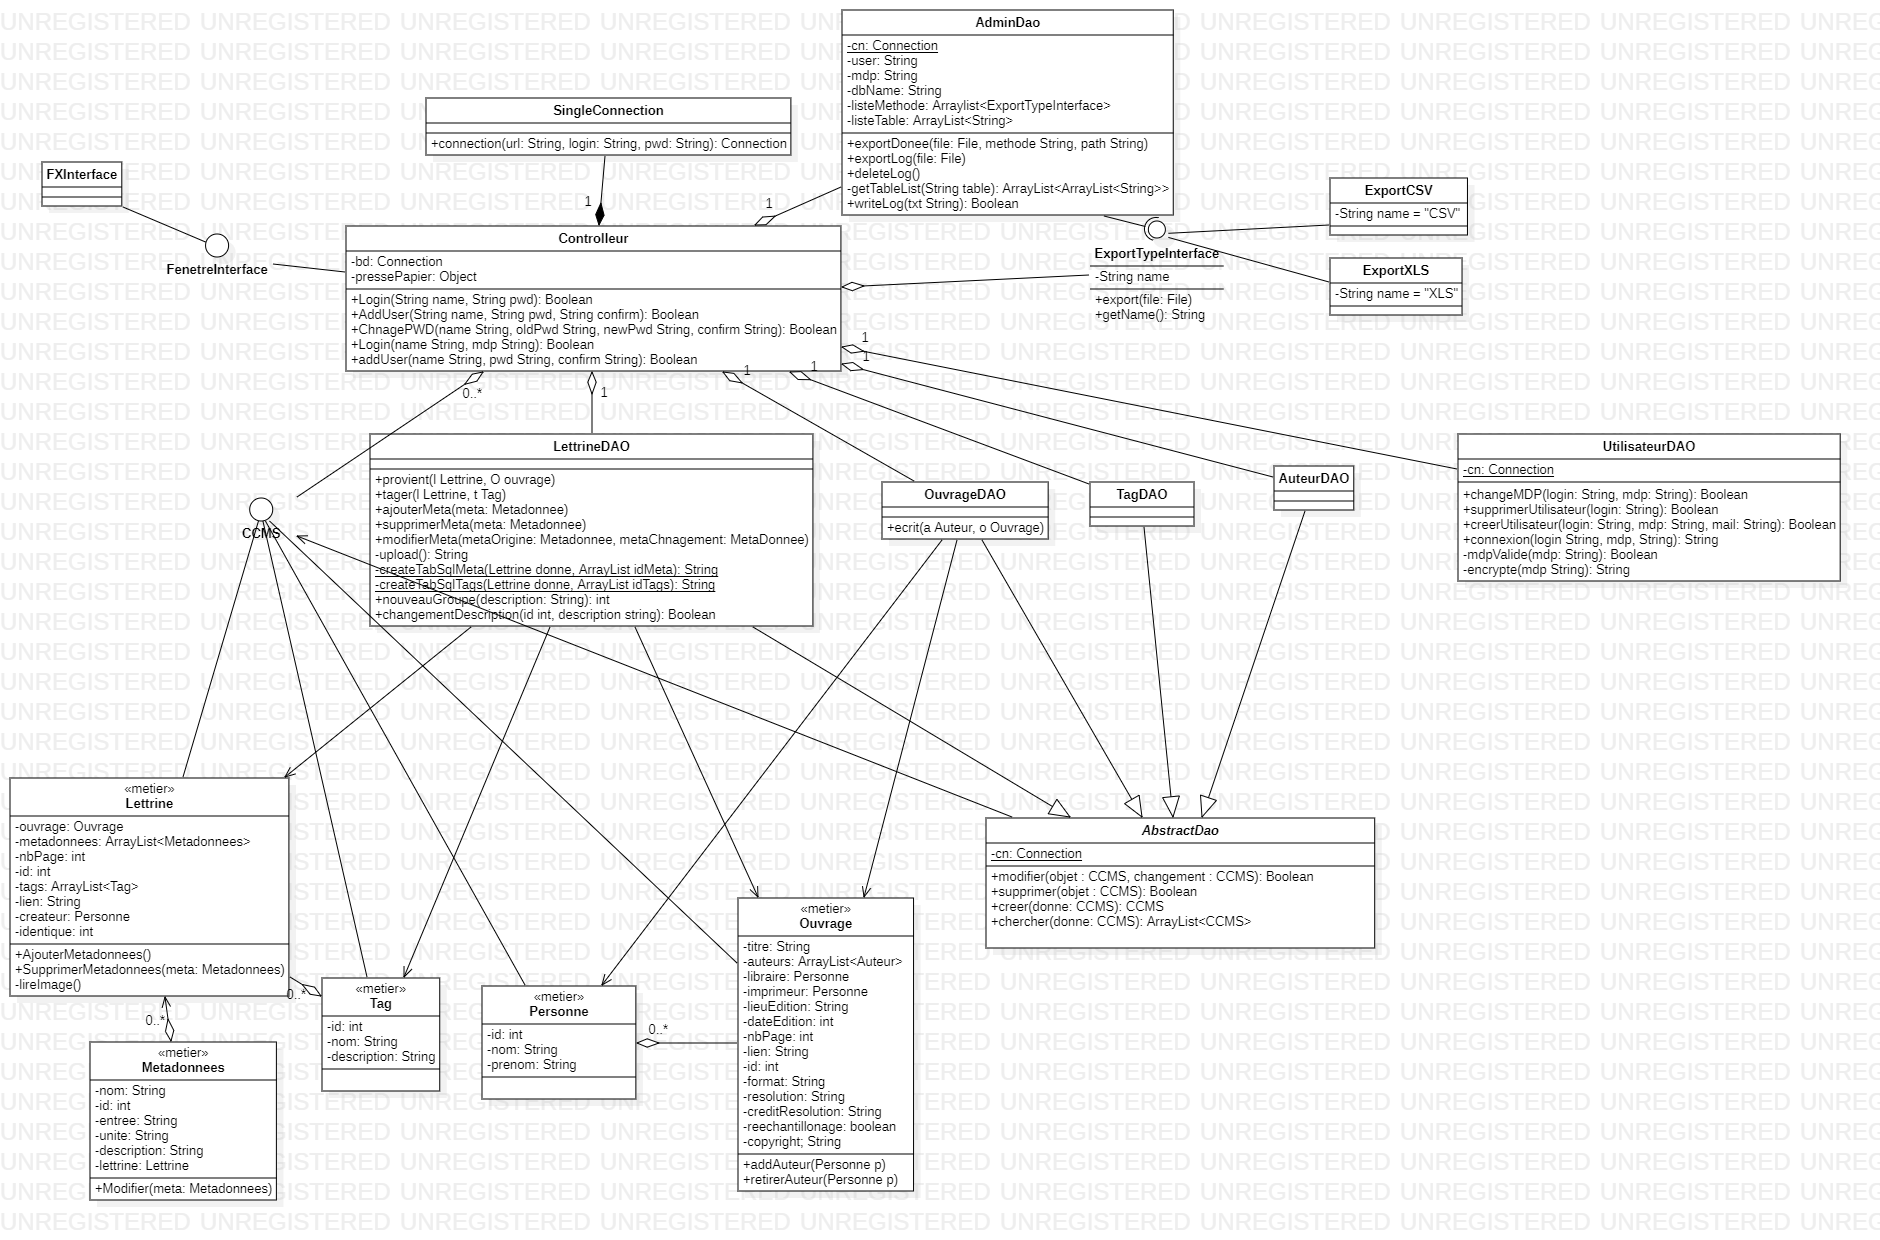 AdminDao
-cn: Connection
-user: String
-mdp: String
-dbName: String
-listeMethode: Arraylist<ExportTypeInterface>
-listeTable: ArrayList<String>
+exportDonee(file: File, methode String, path String)
+exportLog(file: File)
+deleteLog()
-getTableList(String table): ArrayList<ArrayList<String>>
+writeLog(txt String): Boolean
SingleConnection
+connection(url: String, login: String, pwd: String): Connection
FXInterface
FenetreInterface
1
1
Controlleur
-bd: Connection
-pressePapier: Object
+Login(String name, String pwd): Boolean
+AddUser(String name, String pwd, String confirm): Boolean
+ChnagePWD(name String, oldPwd String, newPwd String, confirm String): Boolean
+Login(name String, mdp String): Boolean
+addUser(name String, pwd String, confirm String): Boolean
ExportTypeInterface
-String name
+export(file: File)
+getName(): String
ExportCSV
-String name = "CSV"
ExportXLS
-String name = "XLS"
0..*
1
1
1
1
1
LettrineDAO
+provient(l Lettrine, O ouvrage)
+tager(l Lettrine, t Tag)
+ajouterMeta(meta: Metadonnee)
+supprimerMeta(meta: Metadonnee)
+modifierMeta(metaOrigine: Metadonnee, metaChnagement: MetaDonnee)
-upload(): String
-createTabSqlMeta(Lettrine donne, ArrayList idMeta): String
-createTabSqlTags(Lettrine donne, ArrayList idTags): String
+nouveauGroupe(description: String): int
+changementDescription(id int, description string): Boolean
CCMS
OuvrageDAO
+ecrit(a Auteur, o Ouvrage)
TagDAO
AuteurDAO
UtilisateurDAO
-cn: Connection
+changeMDP(login: String, mdp: String): Boolean
+supprimerUtilisateur(login: String): Boolean
+creerUtilisateur(login: String, mdp: String, mail: String): Boolean
+connexion(login String, mdp, String): String
-mdpValide(mdp: String): Boolean
-encrypte(mdp String): String
«metier»
Lettrine
-ouvrage: Ouvrage
-metadonnees: ArrayList<Metadonnees>
-nbPage: int
-id: int
-tags: ArrayList<Tag>
-lien: String
-createur: Personne
-identique: int
+AjouterMetadonnees()
+SupprimerMetadonnees(meta: Metadonnees)
-lireImage()
0..*
0..*
«metier»
Metadonnees
-nom: String
-id: int
-entree: String
-unite: String
-description: String
-lettrine: Lettrine
+Modifier(meta: Metadonnees)
«metier»
Tag
-id: int
-nom: String
-description: String
«metier»
Personne
-id: int
-nom: String
-prenom: String
0..*
«metier»
Ouvrage
-titre: String
-auteurs: ArrayList<Auteur>
-libraire: Personne
-imprimeur: Personne
-lieuEdition: String
-dateEdition: int
-nbPage: int
-lien: String
-id: int
-format: String
-resolution: String
-creditResolution: String
-reechantillonage: boolean
-copyright; String
+addAuteur(Personne p)
+retirerAuteur(Personne p)
AbstractDao
-cn: Connection
+modifier(objet : CCMS, changement : CCMS): Boolean
+supprimer(objet : CCMS): Boolean
+creer(donne: CCMS): CCMS
+chercher(donne: CCMS): ArrayList<CCMS>
UNREGISTERED